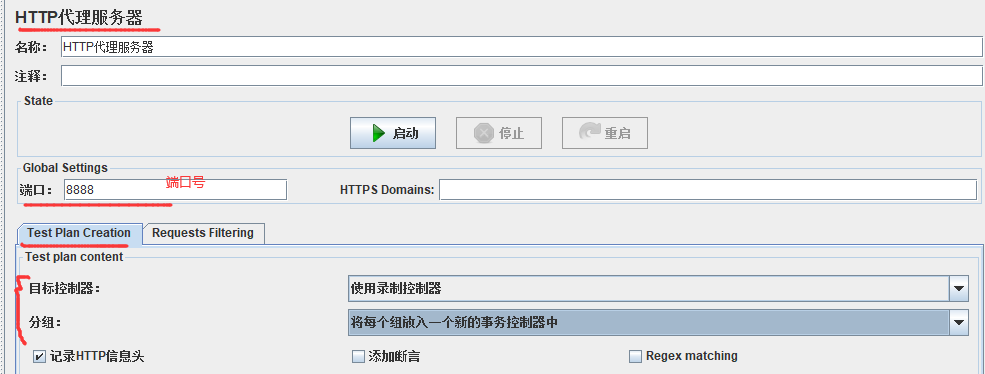 HTTP代理服务器
名称： HTTP代理服务器
注释：
State
启动 停止 重启
Global Settings
端口： 8888 端口号 HTTPS Domains:
Test Plan Creation Requests Filtering
Test plan content
目标控制器： 使用录制控制器
分组： 将每个组放入一个新的事务控制器中
记录HTTP信息头 添加断言 Regex matching